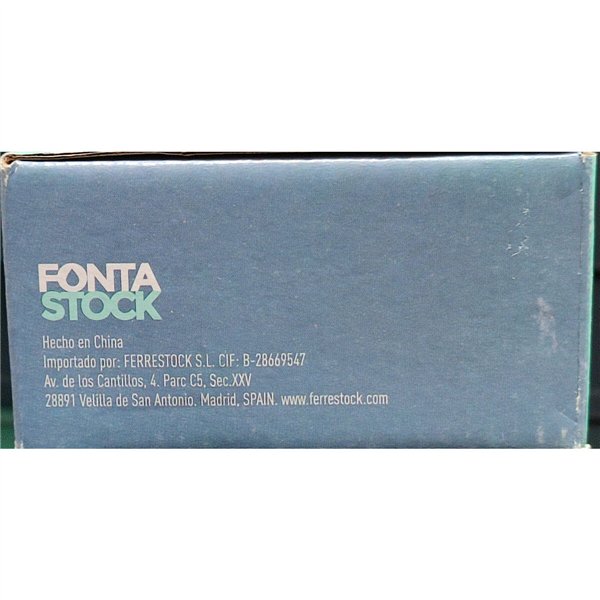 FONTA
STOCK
Hecho en China
Importado por: FERRESTOCK S.L. CIF: B-28669547
Av. de los Cantillos, 4. Parc C5, Sec.XXV
28891 Velilla de San Antonio. Madrid, SPAIN. www.ferrestock.com